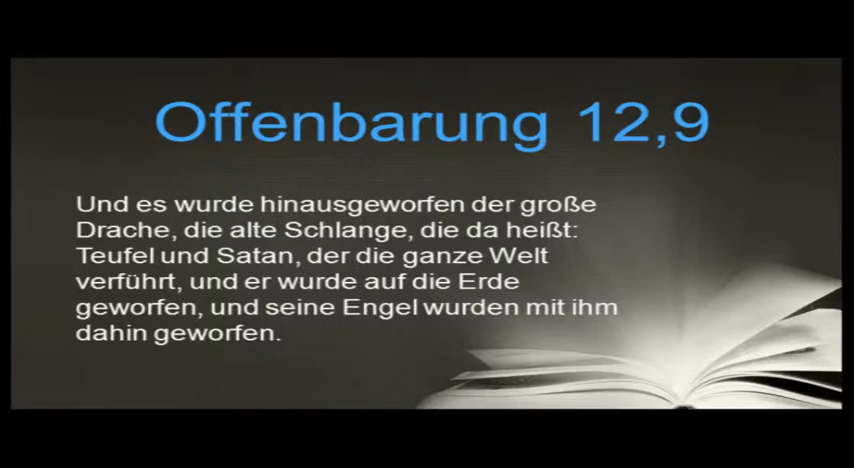 Offenbarung 12,9
Und es wurde hinausgeworfen der große
Drache, die alte Schlange, die da heißt:
Teufel und Satan, der die ganze Welt
verführt, und er wurde auf die Erde
geworfen, und seine Engel wurden mit ihm
dahin geworfen.